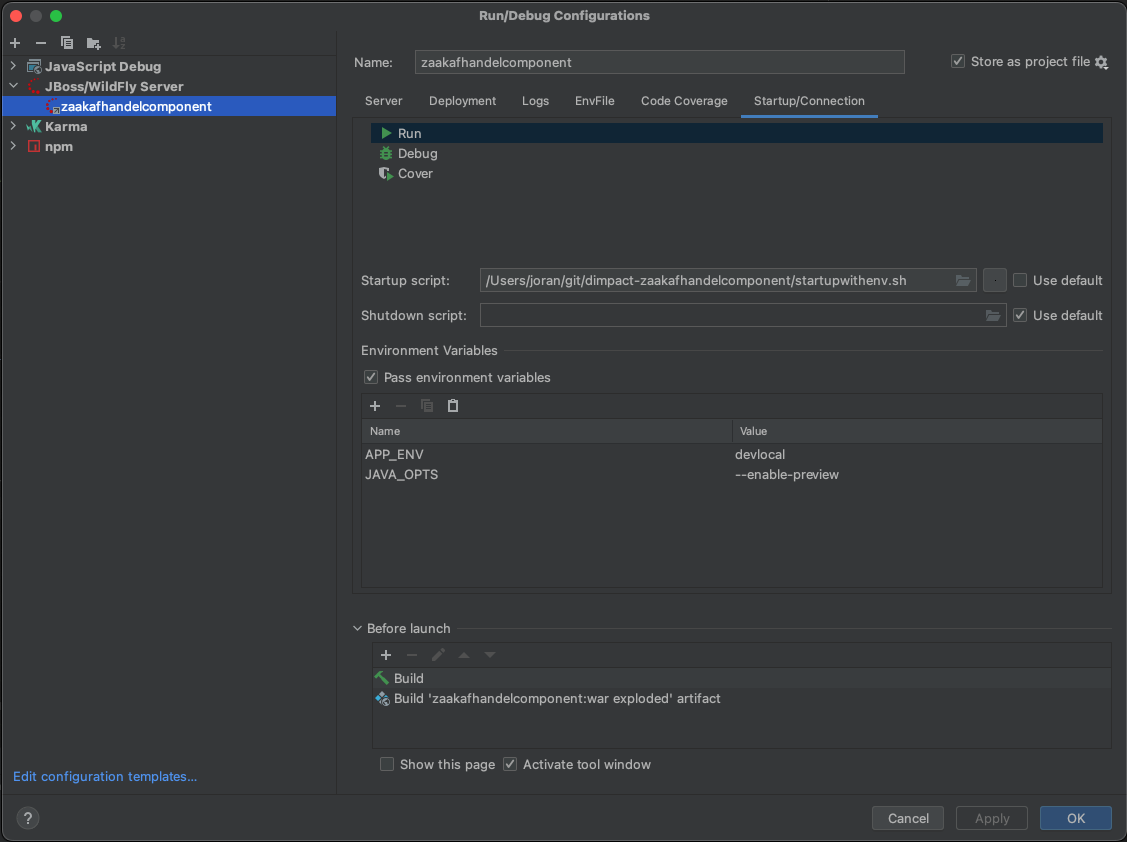 Run/Debug Configurations
JavaScript Debug
JBoss/WildFly Server
zaakafhandelcomponent
Karma
npm
Edit configuration templates...
Name: zaakafhandelcomponent Store as project file
Server Deployment Logs EnvFile Code Coverage Startup/Connection
Run
Debug
Cover
Startup script: /Users/joran/git/dimpact-zaakafhandelcomponent/startupwithenv.sh . Use default
Shutdown script: Use default
Environment Variables
Pass environment variables
Name Value
APP_ENV devlocal
JAVA_OPTS --enable-preview
Before launch
Build
Build 'zaakafhandelcomponent:war exploded' artifact
Show this page Activate tool window
? Cancel Apply OK